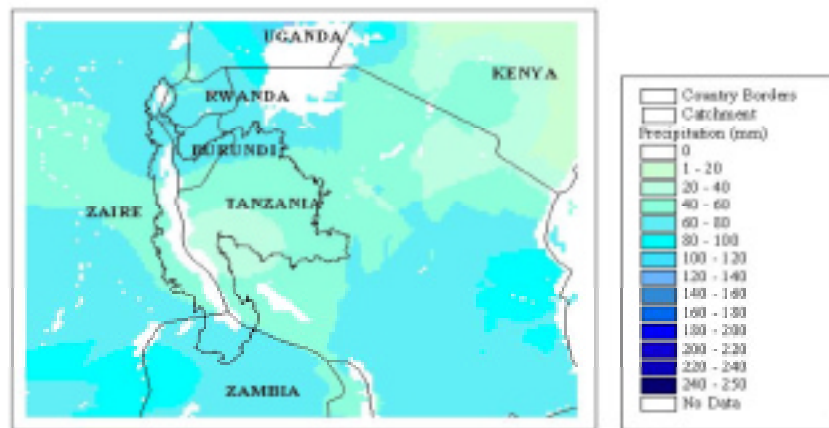 UGANDA
KENYA
RWANDA
BURUNDI
ZAIRE
TANZANIA
ZAMBIA
Country Borders
Catchment
Precipitation (mm)
0
1 - 20
20 - 40
40 - 60
60 - 80
80 - 100
100 - 120
120 - 140
140 - 160
160 - 180
180 - 200
200 - 220
220 - 240
240 - 250
No Data